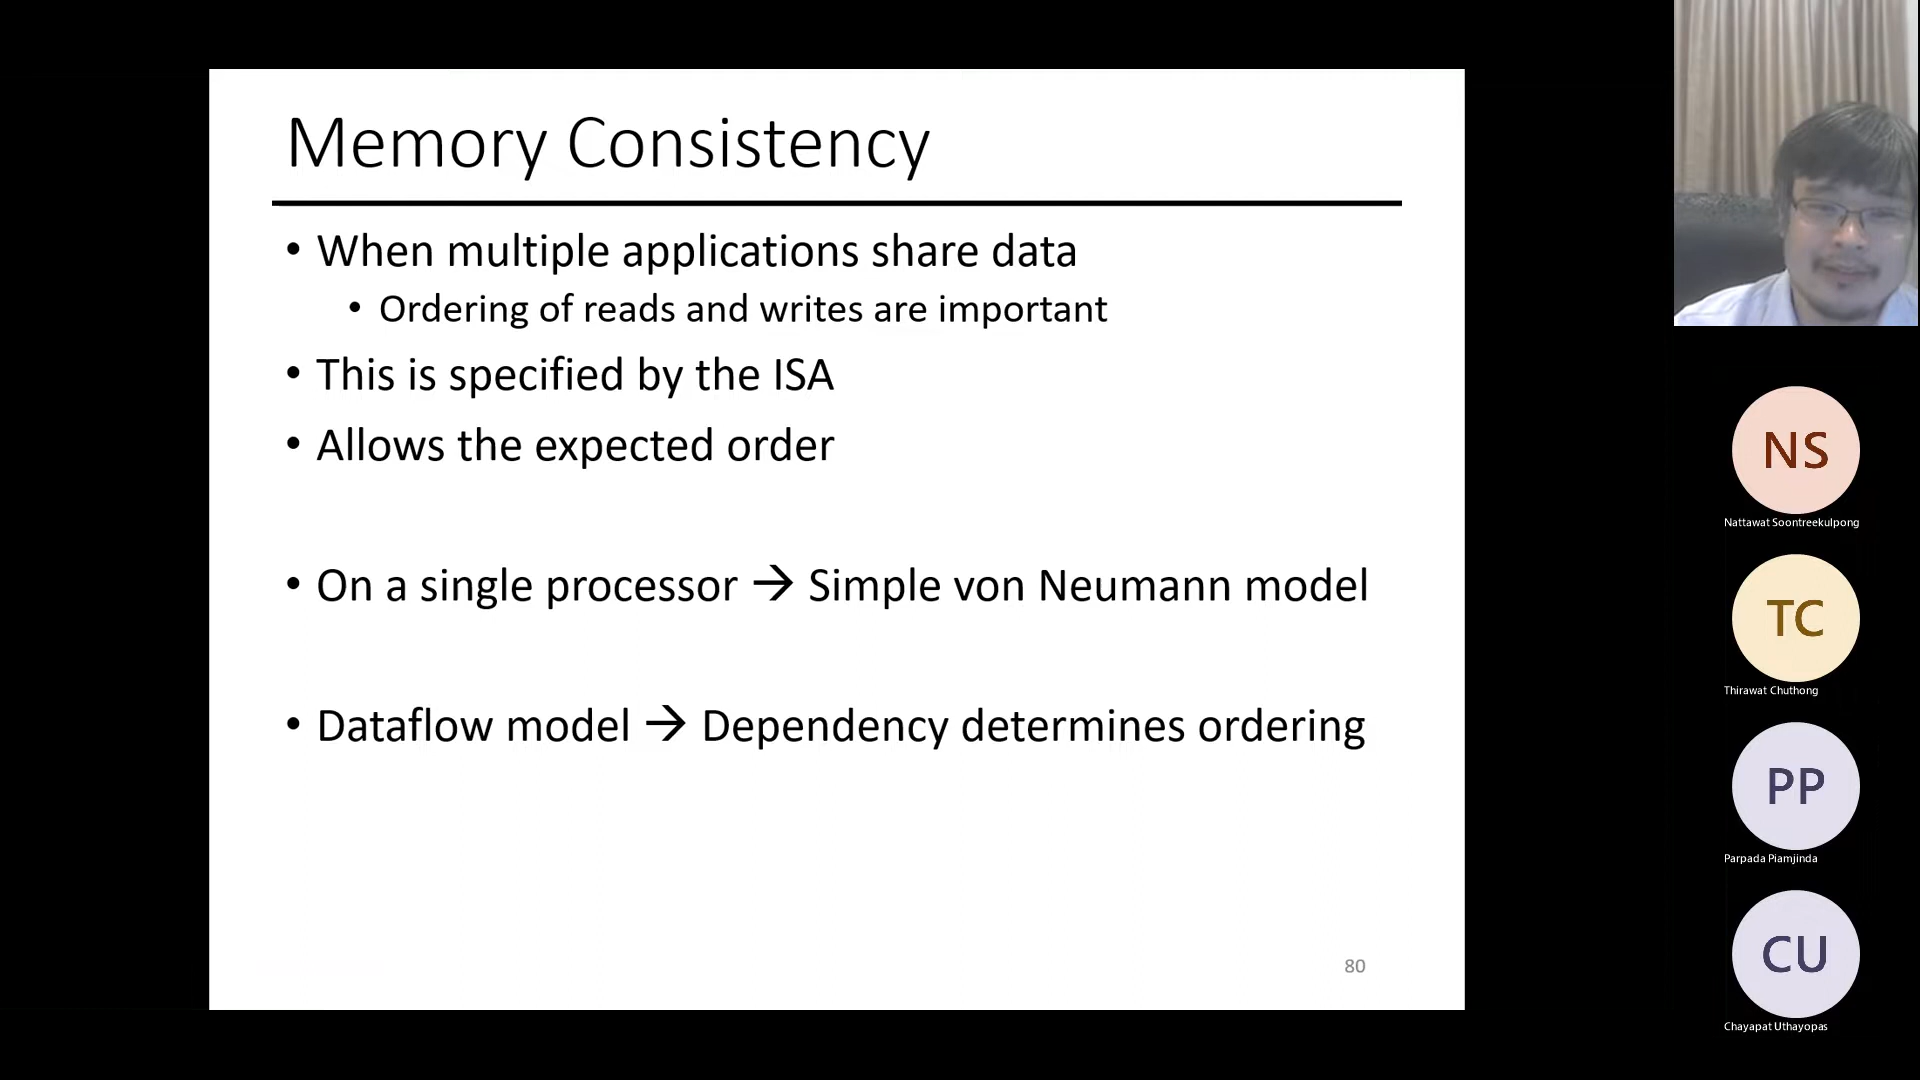 Memory Consistency
• When multiple applications share data
• Ordering of reads and writes are important
• This is specified by the ISA
• Allows the expected order
• On a single processor → Simple von Neumann model
• Dataflow model → Dependency determines ordering
80
NS
Nattawat Soontreekulpong
TC
Thirawat Chuthong
PP
Parpada Piamjinda
CU
Chayapat Uthayopas